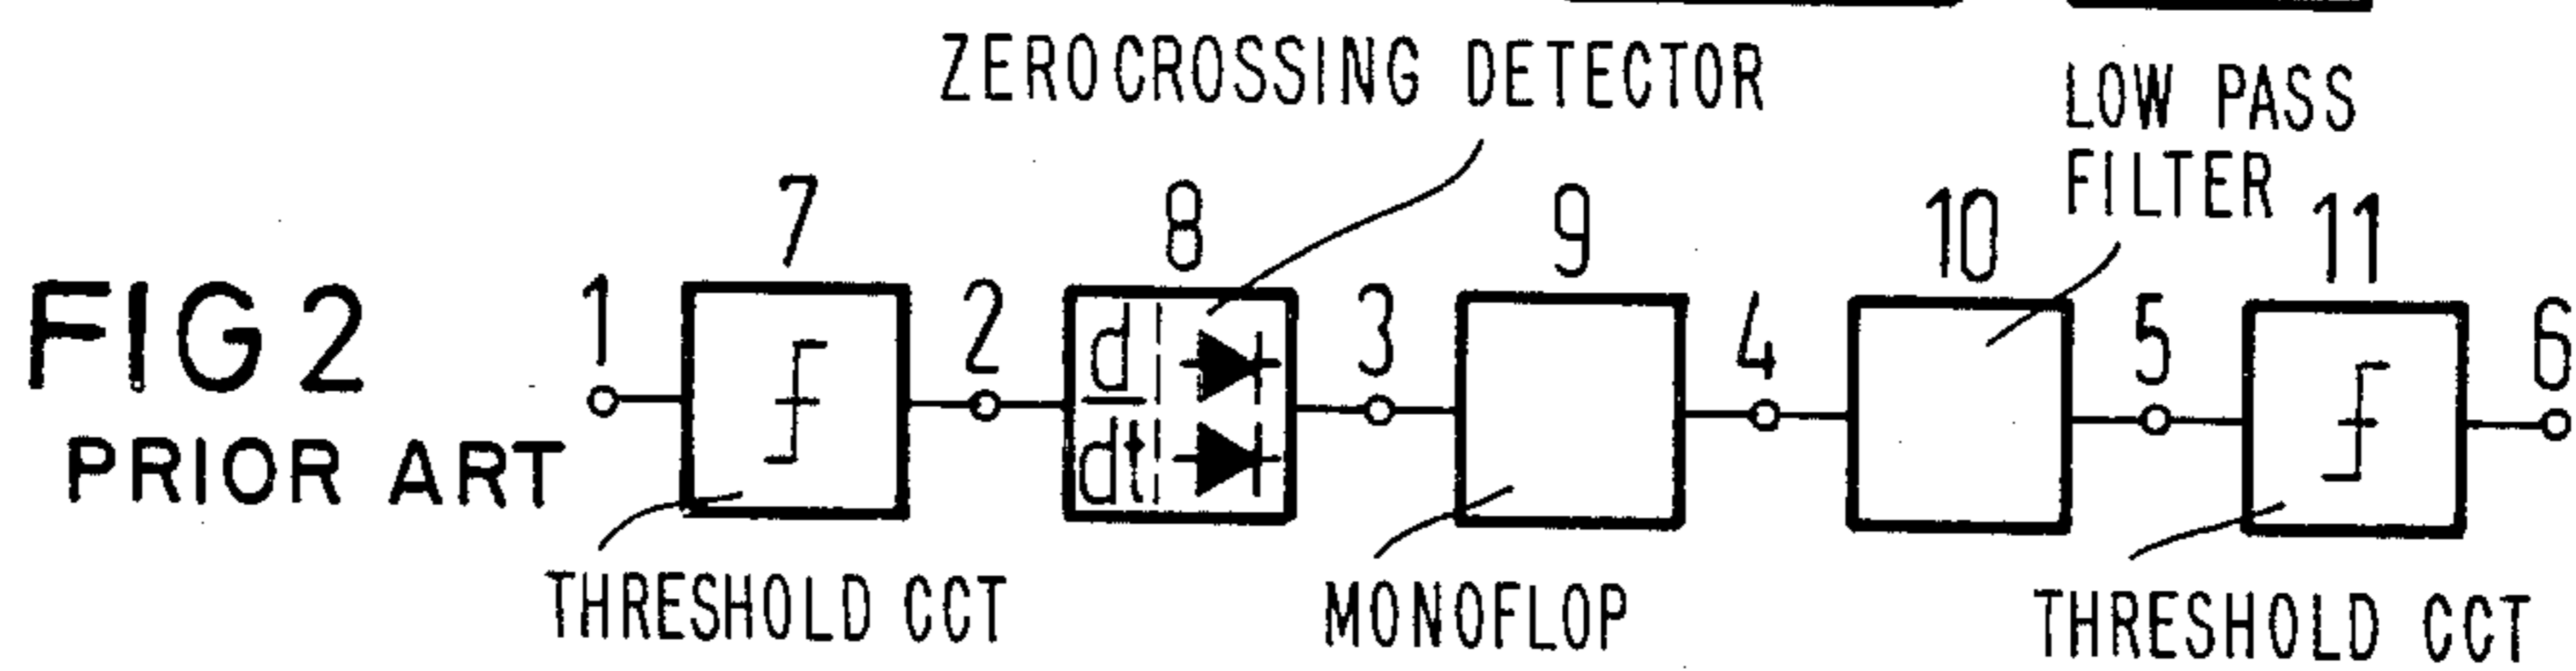 ZEROCROSSING DETECTOR
LOW PASS
FILTER
7
8
9
10
11
FIG 2
PRIOR ART
1
2
3
4
5
6
d
dt
THRESHOLD CCT
MONOFLOP
THRESHOLD CCT